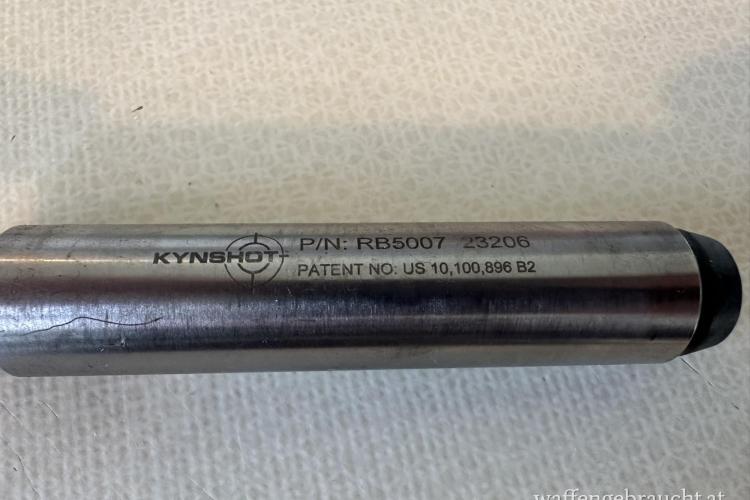 KYNSHOT
P/N: RB5007 23206
PATENT NO: US 10,100,896 B2
waffengebraucht.at